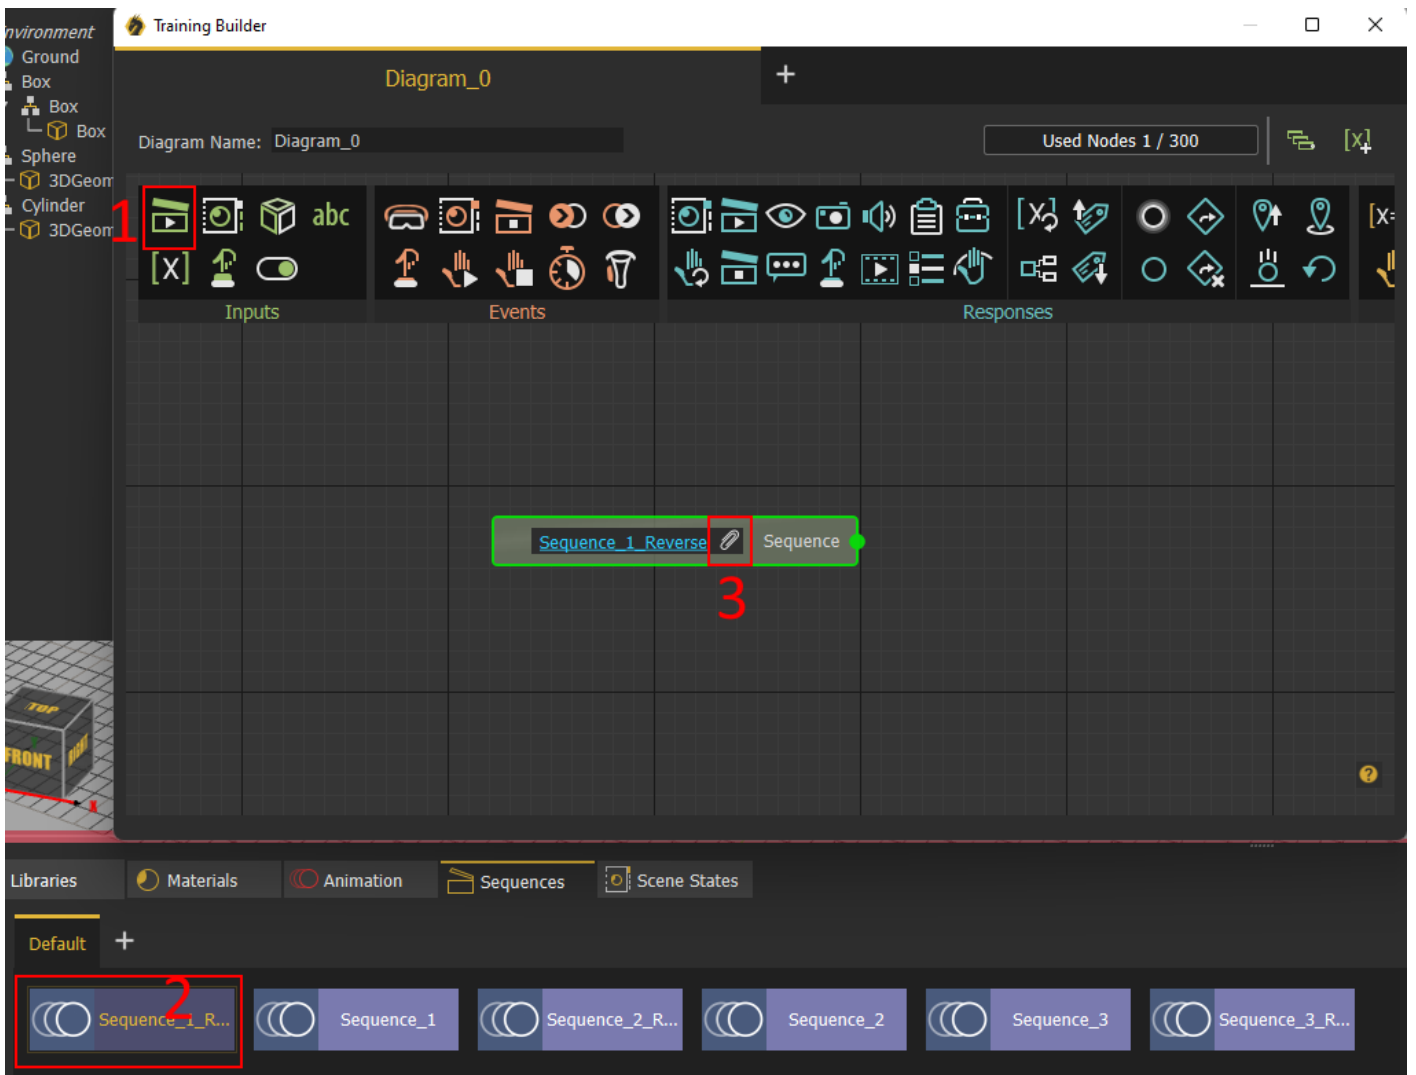 nvironment
Ground
Box
Box
Box
Sphere
3DGeom
Cylinder
3DGeom
Training Builder
Diagram_0
+
Diagram Name: Diagram_0
Used Nodes 1 / 300
[x]+
1
abc
[x]
[x]
[x=
Inputs
Events
Responses
Sequence_1_Reverse
Sequence
3
TOP
FRONT
RIGHT
X
?
Libraries
Materials
Animation
Sequences
Scene States
Default
+
2
Sequence_1_R...
Sequence_1
Sequence_2_R...
Sequence_2
Sequence_3
Sequence_3_R...